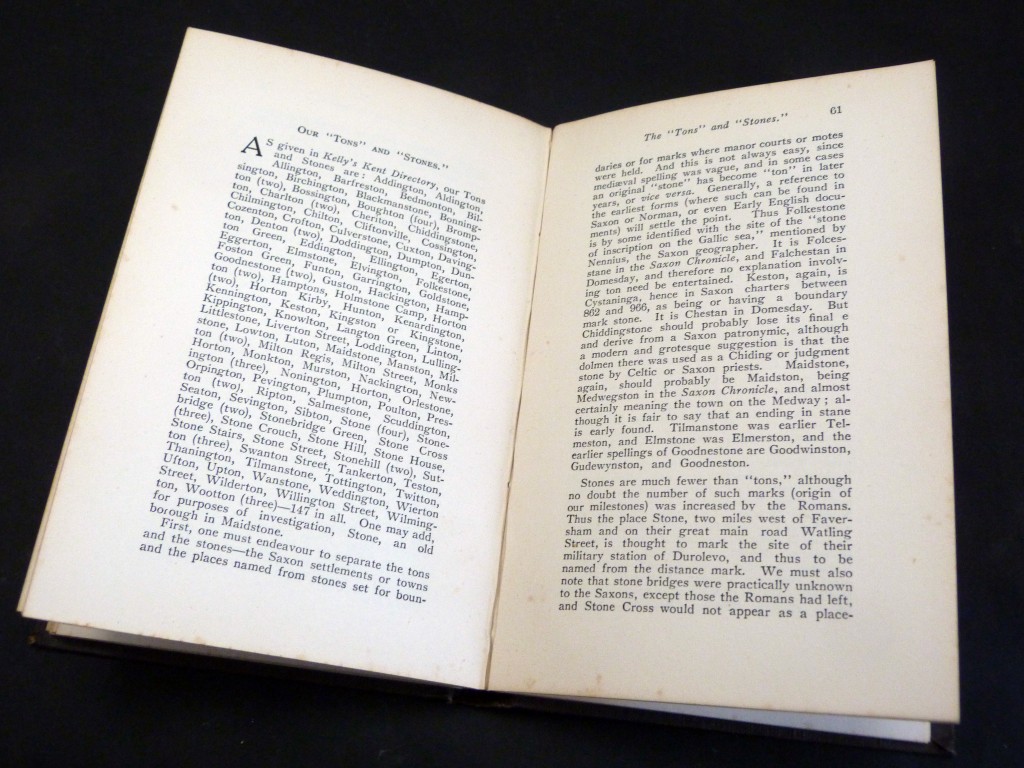 OUR "TONS" AND "STONES."
AS given in Kelly's Kent Directory, our Tons
and Stones are: Addington, Aldington,
Allington, Barfreston, Bedmonton, Bil-
sington, Birchington, Blackmanstone, Bonning-
ton (two), Bossington, Boughton (four), Bromp-
ton, Charlton (two), Cheriton, Chiddingstone,
Chilmington, Chilton, Cliftonville, Cossington,
Cozenton, Crofton, Culverstone, Cuxton, Daving-
ton, Denton (two), Doddington, Dumpton, Dun-
ton Green, Eddington, Ellington, Egerton,
Eggerton, Elmstone, Elvington, Folkestone,
Foston Green, Funton, Garrington, Goldstone,
Goodnestone (two), Guston, Hackington, Hamp-
ton (two), Hamptons, Holmstone Camp, Horton
(two), Horton Kirby, Hunton, Kenardington,
Kennington, Keston, Kingston or Kingstone,
Kippington, Knowlton, Langton Green, Linton,
Littlestone, Liverton Street, Loddington, Lulling-
stone, Lowton, Luton, Maidstone, Manston, Mil-
ton (two), Milton Regis, Milton Street, Monks
Horton, Monkton, Murston, Nackington, New-
ington (three), Nonington, Horton, Orlestone,
Orpington, Pevington, Plumpton, Poulton, Pres-
ton (two), Ripton, Salmestone, Scuddington,
Seaton, Sevington, Sibton, Stone (four), Stone-
bridge (two), Stonebridge Green, Stone Cross
(three), Stone Crouch, Stone Hill, Stone House,
Stone Stairs, Stone Street, Stonehill (two), Sut-
ton (three), Swanton Street, Tankerton, Teston,
Thanington, Tilmanstone, Tottington, Twitton,
Ufton, Upton, Wanstone, Weddington, Wierton
Street, Wilderton, Willington Street, Wilming-
ton, Wootton (three)—147 in all. One may add,
for purposes of investigation, Stone, an old
borough in Maidstone.
First, one must endeavour to separate the tons
and the stones—the Saxon settlements or towns
and the places named from stones set for boun-
The "Tons" and "Stones." 61
daries or for marks where manor courts or motes
were held. And this is not always easy, since
mediæval spelling was vague, and in some cases
an original "stone" has become "ton" in later
years, or vice versa. Generally, a reference to
the earliest forms (where such can be found in
Saxon or Norman, or even Early English docu-
ments) will settle the point. Thus Folkestone
is by some identified with the site of the "stone
of inscription on the Gallic sea," mentioned by
Nennius, the Saxon geographer. It is Folces-
stane in the Saxon Chronicle, and Falchestan in
Domesday, and therefore no explanation involv-
ing ton need be entertained. Keston, again, is
Cystaninga, hence in Saxon charters between
862 and 966, as being or having a boundary
mark stone. It is Chestan in Domesday. But
Chiddingstone should probably lose its final e
and derive from a Saxon patronymic, although
a modern and grotesque suggestion is that the
dolmen there was used as a Chiding or judgment
stone by Celtic or Saxon priests. Maidstone,
again, should probably be Maidston, being
Medwegston in the Saxon Chronicle, and almost
certainly meaning the town on the Medway; al-
though it is fair to say that an ending in stane
is early found. Tilmanstone was earlier Tel-
meston, and Elmstone was Elmerston, and the
earlier spellings of Goodnestone are Goodwinston,
Gudewynston, and Goodneston.
Stones are much fewer than "tons," although
no doubt the number of such marks (origin of
our milestones) was increased by the Romans.
Thus the place Stone, two miles west of Faver-
sham and on their great main road Watling
Street, is thought to mark the site of their
military station of Durolevo, and thus to be
named from the distance mark. We must also
note that stone bridges were practically unknown
to the Saxons, except those the Romans had left,
and Stone Cross would not appear as a place-